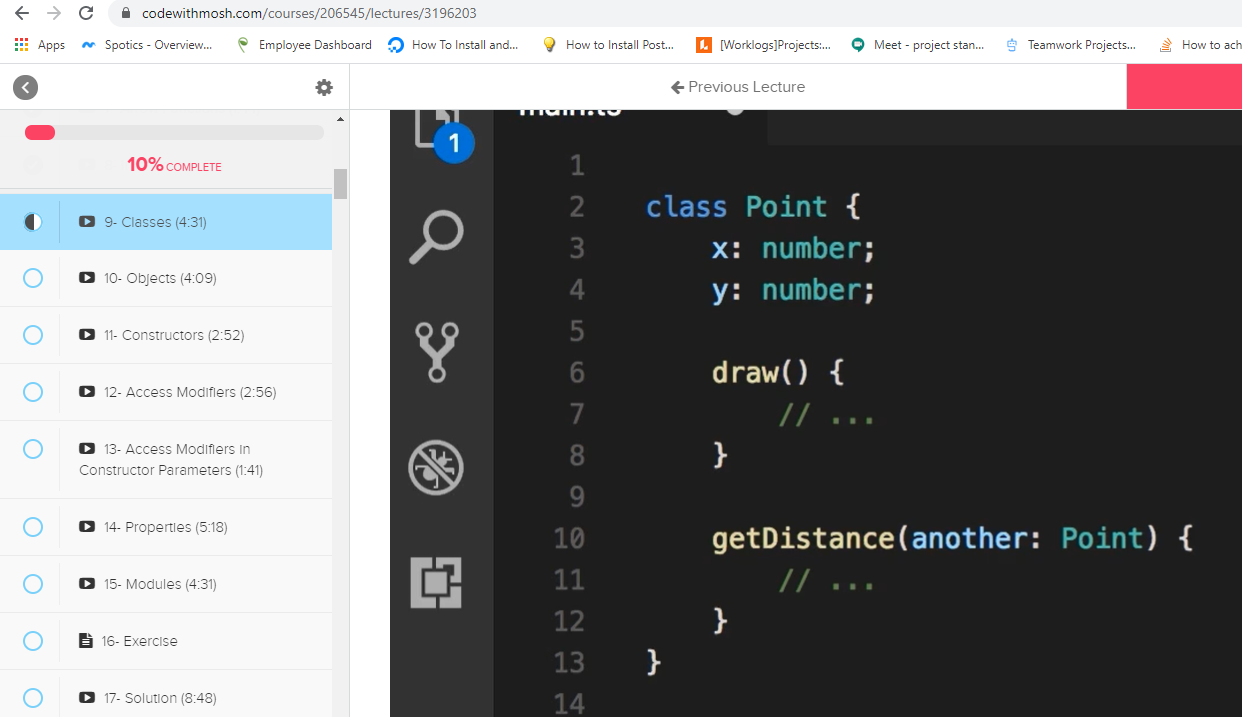 codewithmosh.com/courses/206545/lectures/3196203
Apps
Spotics - Overview...
Employee Dashboard
How To Install and...
How to Install Post...
[Worklogs]Projects:...
Meet - project stan...
Teamwork Projects...
How to ach
Previous Lecture
10% COMPLETE
9- Classes (4:31)
10- Objects (4:09)
11- Constructors (2:52)
12- Access Modifiers (2:56)
13- Access Modifiers in
Constructor Parameters (1:41)
14- Properties (5:18)
15- Modules (4:31)
16- Exercise
17- Solution (8:48)
1
main.ts
1
2 class Point {
3 x: number;
4 y: number;
5
6 draw() {
7 // ...
8 }
9
10 getDistance(another: Point) {
11 // ...
12 }
13 }
14